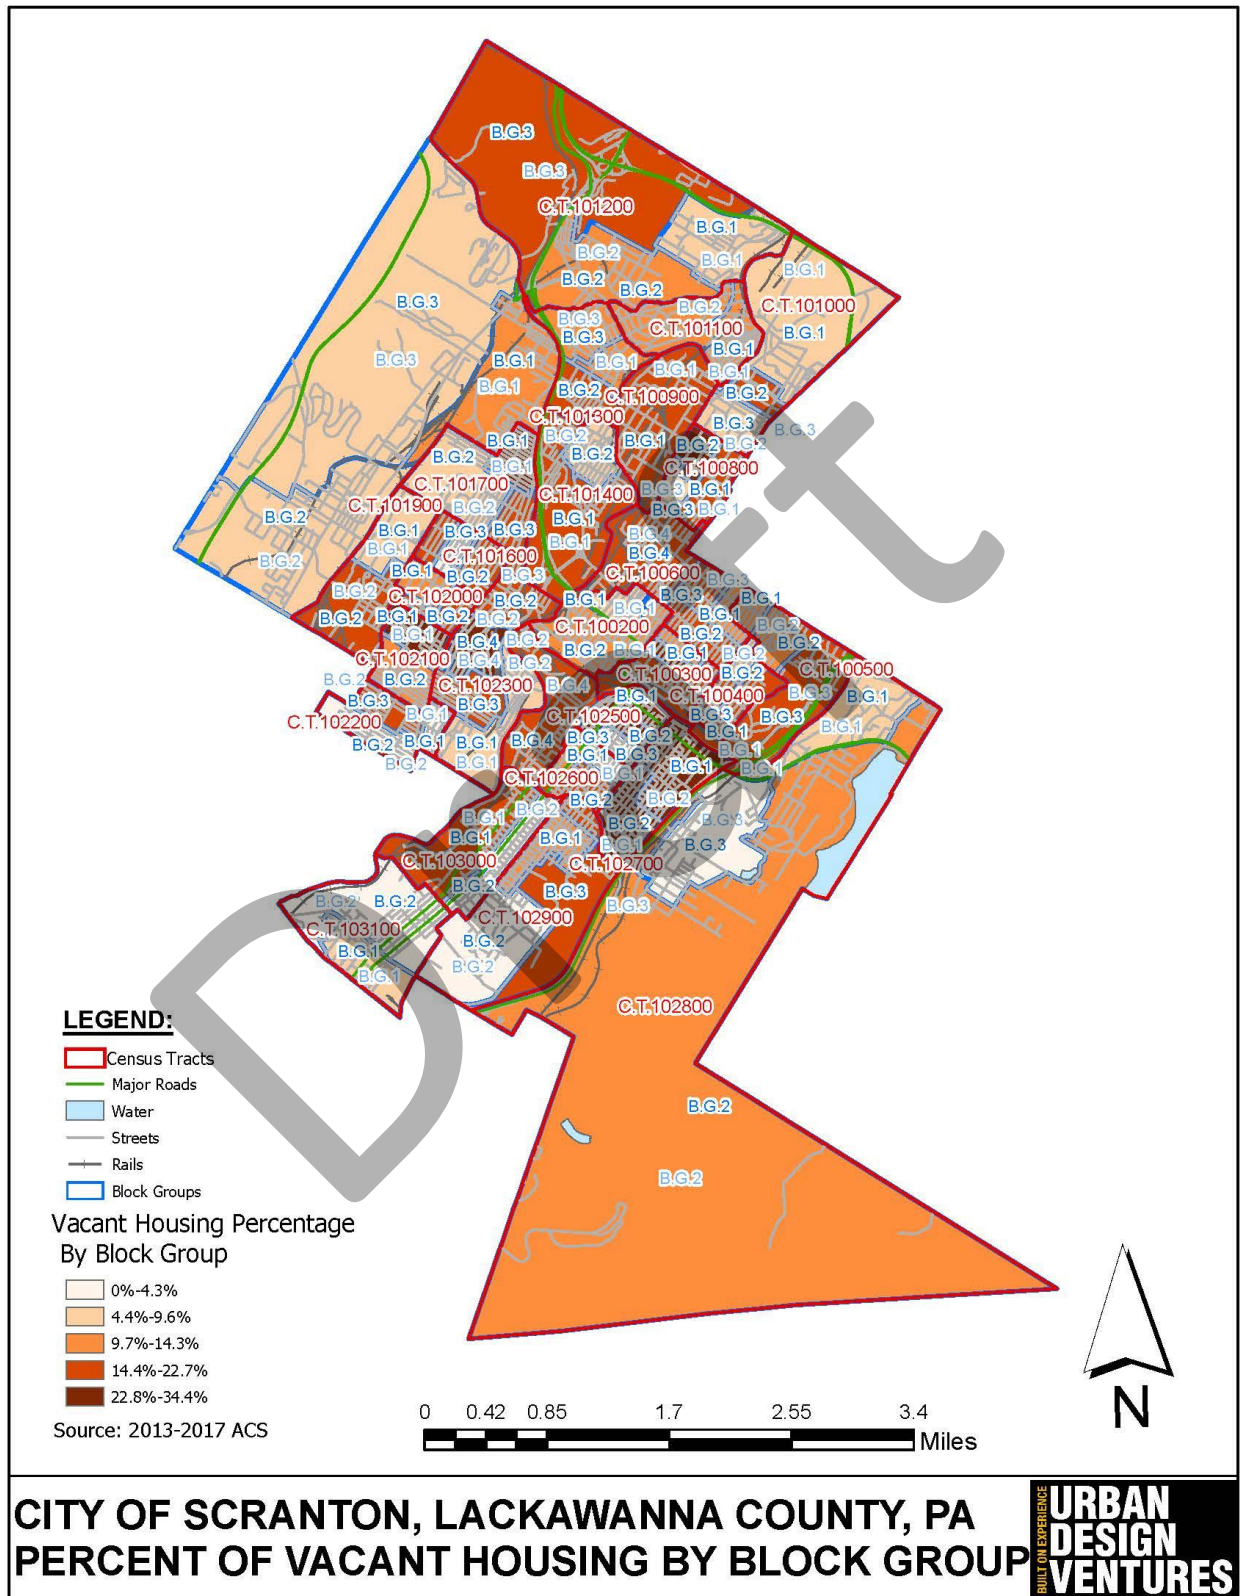 B.G.3
B.G.3
C.T.101200
B.G.1
B.G.2
B.G.1
B.G.1
B.G.2
B.G.2
B.G.3
C.T.101000
B.G.3
B.G.2
C.T.101100
B.G.3
B.G.1
B.G.1
B.G.3
B.G.1
B.G.1
B.G.1
B.G.1
B.G.1
B.G.2
C.T.100900
B.G.2
C.T.101300
B.G.3
B.G.3
B.G.2
B.G.1
B.G.1
B.G.2
B.G.2
B.G.2
B.G.2
B.G.1
C.T.100800
C.T.101700
B.G.3
B.G.1
C.T.101400
C.T.101900
B.G.2
B.G.3
B.G.1
B.G.2
B.G.1
B.G.1
B.G.3
B.G.3
B.G.4
B.G.1
B.G.1
B.G.4
C.T.101600
B.G.2
B.G.1
B.G.2
B.G.3
C.T.100600
B.G.3
B.G.2
C.T.102000
B.G.2
B.G.1
B.G.1
B.G.3
B.G.1
B.G.2
B.G.1
B.G.2
B.G.2
C.T.100200
B.G.1
B.G.2
B.G.1
B.G.4
B.G.2
B.G.2
B.G.2
C.T.102100
B.G.4
B.G.2
B.G.2
B.G.1
B.G.1
B.G.2
C.T.100500
B.G.2
B.G.2
C.T.102300
B.G.4
C.T.100300
B.G.2
B.G.3
B.G.3
B.G.1
C.T.100400
B.G.3
B.G.1
C.T.102200
B.G.1
C.T.102500
B.G.3
B.G.3
B.G.1
B.G.2
B.G.1
B.G.1
B.G.4
B.G.3
B.G.2
B.G.1
B.G.2
B.G.1
B.G.1
B.G.3
B.G.1
B.G.1
C.T.102600
B.G.1
B.G.1
B.G.2
B.G.2
B.G.2
B.G.1
B.G.2
B.G.3
B.G.1
B.G.1
B.G.1
B.G.3
C.T.103000
C.T.102700
B.G.2
B.G.3
B.G.2
B.G.2
B.G.3
C.T.102900
C.T.103100
B.G.2
B.G.1
B.G.2
B.G.1
C.T.102800
B.G.2
B.G.2
Draft
LEGEND:
Census Tracts
Major Roads
Water
Streets
Rails
Block Groups
Vacant Housing Percentage
By Block Group
0%-4.3%
4.4%-9.6%
9.7%-14.3%
14.4%-22.7%
22.8%-34.4%
Source: 2013-2017 ACS
0 0.42 0.85 1.7 2.55 3.4
Miles
N
CITY OF SCRANTON, LACKAWANNA COUNTY, PA
PERCENT OF VACANT HOUSING BY BLOCK GROUP
BUILT ON EXPERIENCE
URBAN
DESIGN
VENTURES